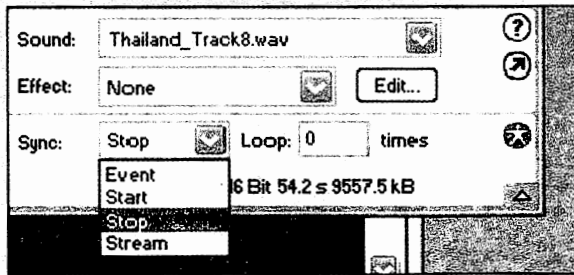 Sound: Thailand_Track8.wav
Effect: None Edit...
Sync: Stop Loop: 0 times
Event
16 Bit 54.2 s 9557.5 kB
Start
Stop
Stream